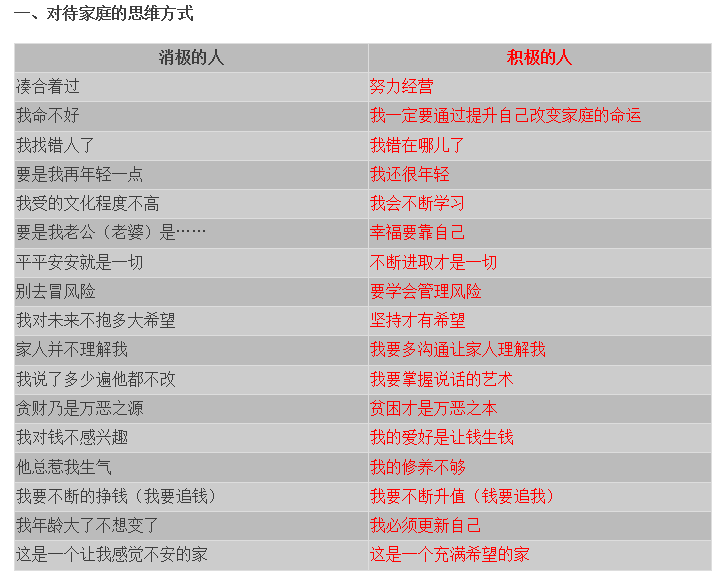 一、对待家庭的思维方式
消极的人 积极的人
凑合着过 努力经营
我命不好 我一定要通过提升自己改变家庭的命运
我找错人了 我错在哪儿了
要是我再年轻一点 我还很年轻
我受的文化程度不高 我会不断学习
要是我老公（老婆）是…… 幸福要靠自己
平平安安就是一切 不断进取才是一切
别去冒风险 要学会管理风险
我对未来不抱多大希望 坚持才有希望
家人并不理解我 我要多沟通让家人理解我
我说了多少遍他都不改 我要掌握说话的艺术
贪财乃是万恶之源 贫困才是万恶之本
我对钱不感兴趣 我的爱好是让钱生钱
他总惹我生气 我的修养不够
我要不断的挣钱（我要追钱） 我要不断升值（钱要追我）
我年龄大了不想变了 我必须更新自己
这是一个让我感觉不安的家 这是一个充满希望的家